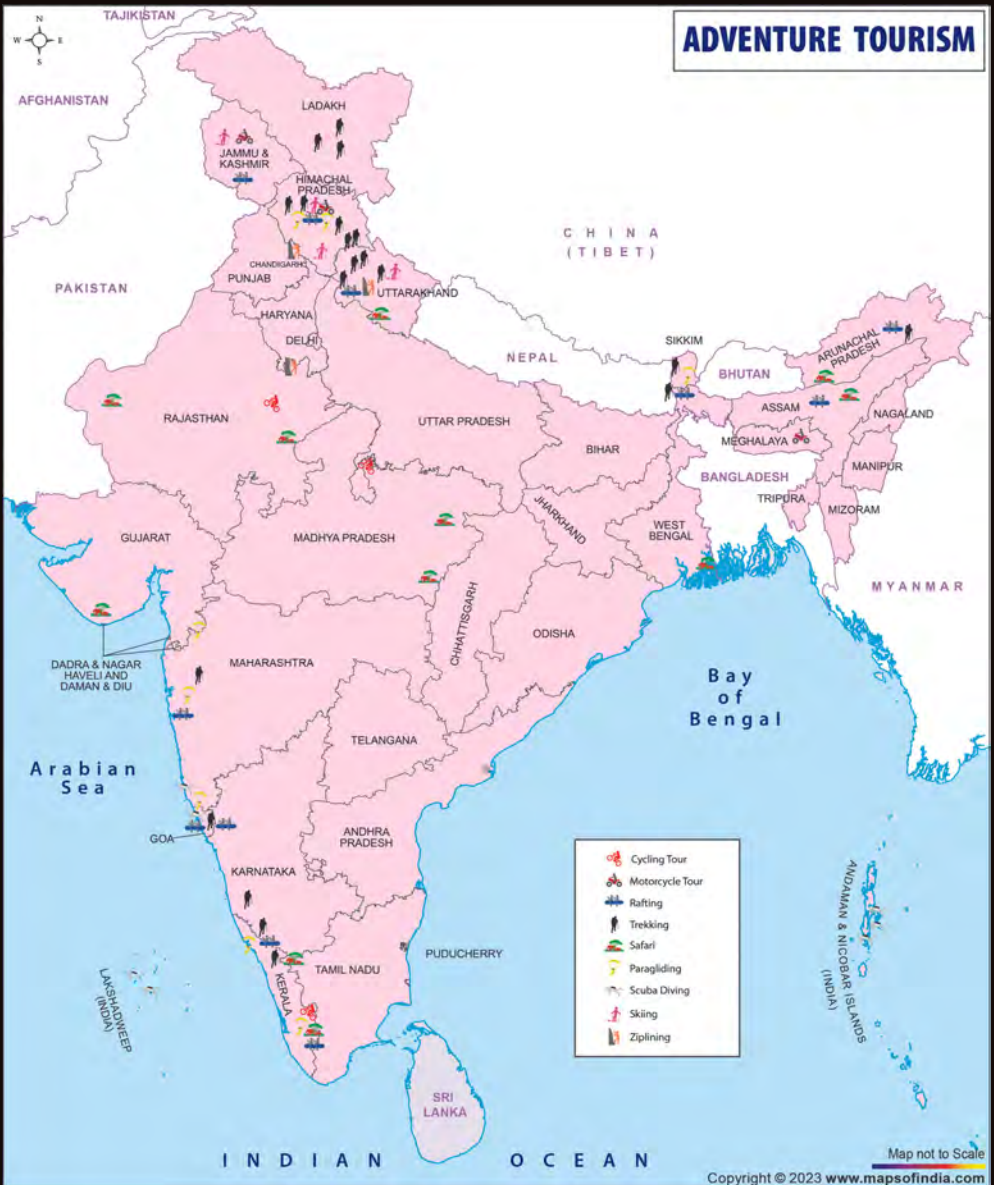 ADVENTURE TOURISM
N
W
E
S
TAJIKISTAN
AFGHANISTAN
LADAKH
JAMMU &
KASHMIR
HIMACHAL
PRADESH
CHINA
(TIBET)
CHANDIGARH
PUNJAB
PAKISTAN
UTTARAKHAND
HARYANA
DELHI
NEPAL
SIKKIM
BHUTAN
ARUNACHAL
PRADESH
RAJASTHAN
UTTAR PRADESH
ASSAM
NAGALAND
BIHAR
MEGHALAYA
MANIPUR
BANGLADESH
TRIPURA
MIZORAM
GUJARAT
MADHYA PRADESH
JHARKHAND
WEST
BENGAL
MYANMAR
CHHATTISGARH
ODISHA
DADRA & NAGAR
HAVELI AND
DAMAN & DIU
MAHARASHTRA
Bay
of
Bengal
TELANGANA
Arabian
Sea
GOA
ANDHRA
PRADESH
KARNATAKA
Cycling Tour
Motorcycle Tour
Rafting
Trekking
Safari
Paragliding
Scuba Diving
Skiing
Ziplining
ANDAMAN & NICOBAR ISLANDS
(INDIA)
PUDUCHERRY
TAMIL NADU
KERALA
LAKSHADWEEP
(INDIA)
SRI
LANKA
INDIAN OCEAN
Map not to Scale
Copyright © 2023 www.mapsofindia.com